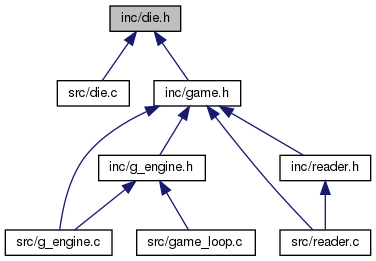 inc/die.h
src/die.c
inc/game.h
inc/g_engine.h
inc/reader.h
src/g_engine.c
src/game_loop.c
src/reader.c